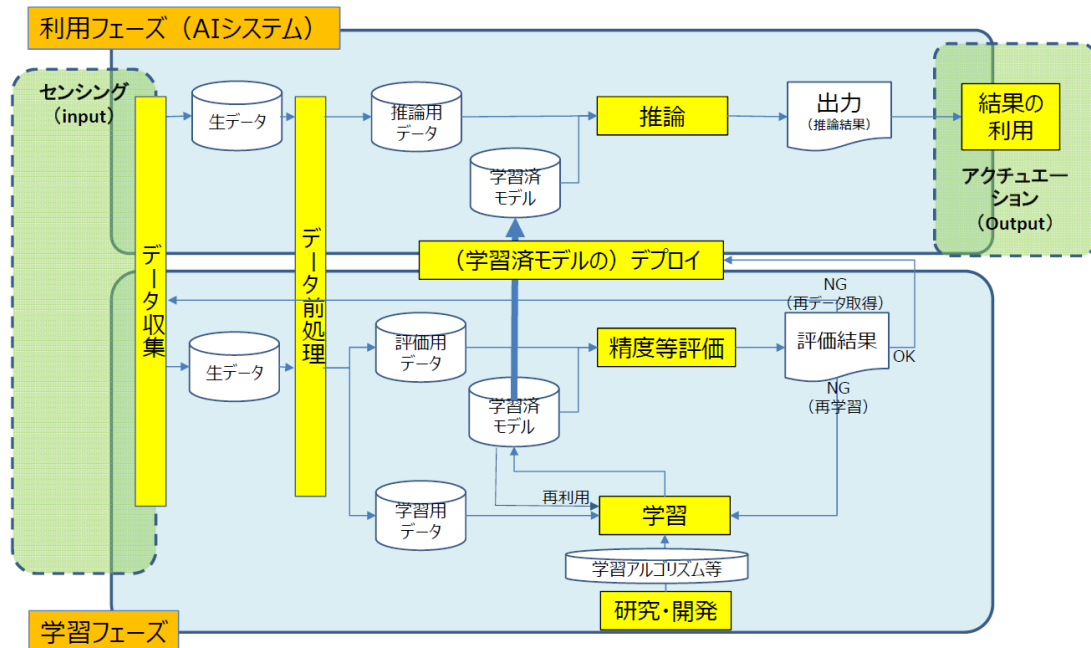 利用フェーズ（AIシステム）
センシング
（input）
生データ
推論用
データ
推論
出力
（推論結果）
結果の
利用
アクチュエー
ション
（Output）
学習済
モデル
データ収集
データ前処理
（学習済モデルの）デプロイ
NG
（再データ取得）
生データ
評価用
データ
精度等評価
評価結果
OK
NG
（再学習）
学習済
モデル
再利用
学習用
データ
学習
学習アルゴリズム等
研究・開発
学習フェーズ